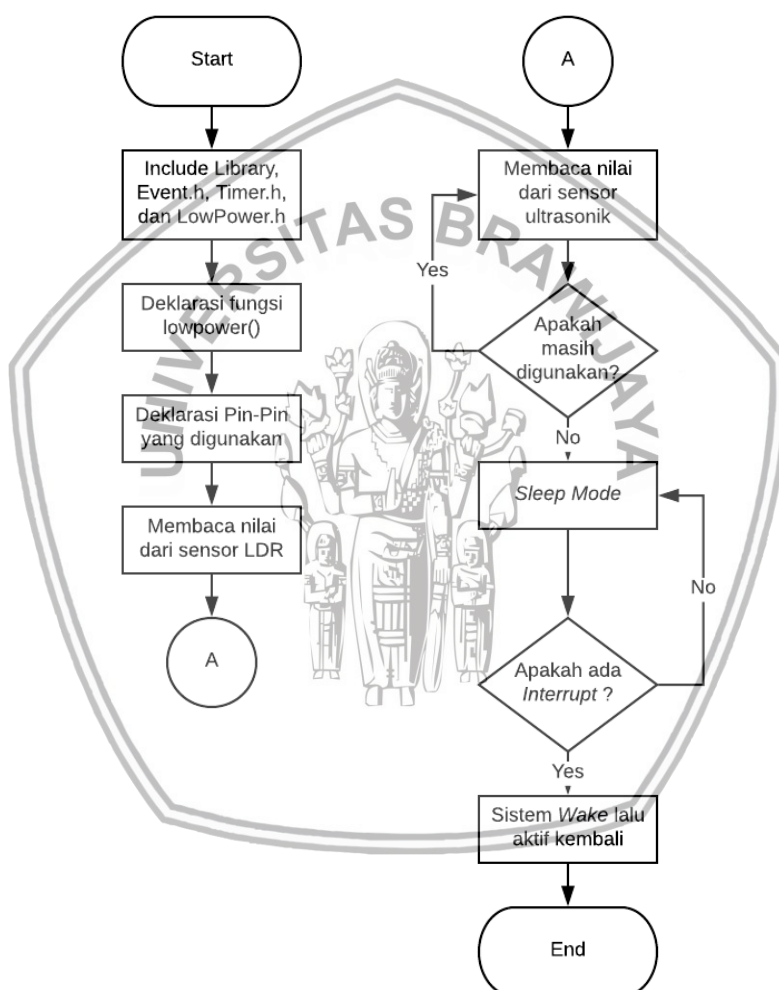 Start
Include Library,
Event.h, Timer.h,
dan LowPower.h
Deklarasi fungsi
lowpower()
Deklarasi Pin-Pin
yang digunakan
Membaca nilai
dari sensor LDR
A
A
Membaca nilai
dari sensor
ultrasonik
Yes
Apakah
masih
digunakan?
No
Sleep Mode
No
Apakah ada
Interrupt ?
Yes
Sistem Wake lalu
aktif kembali
End
UNIVERSITAS BRAWIJAYA